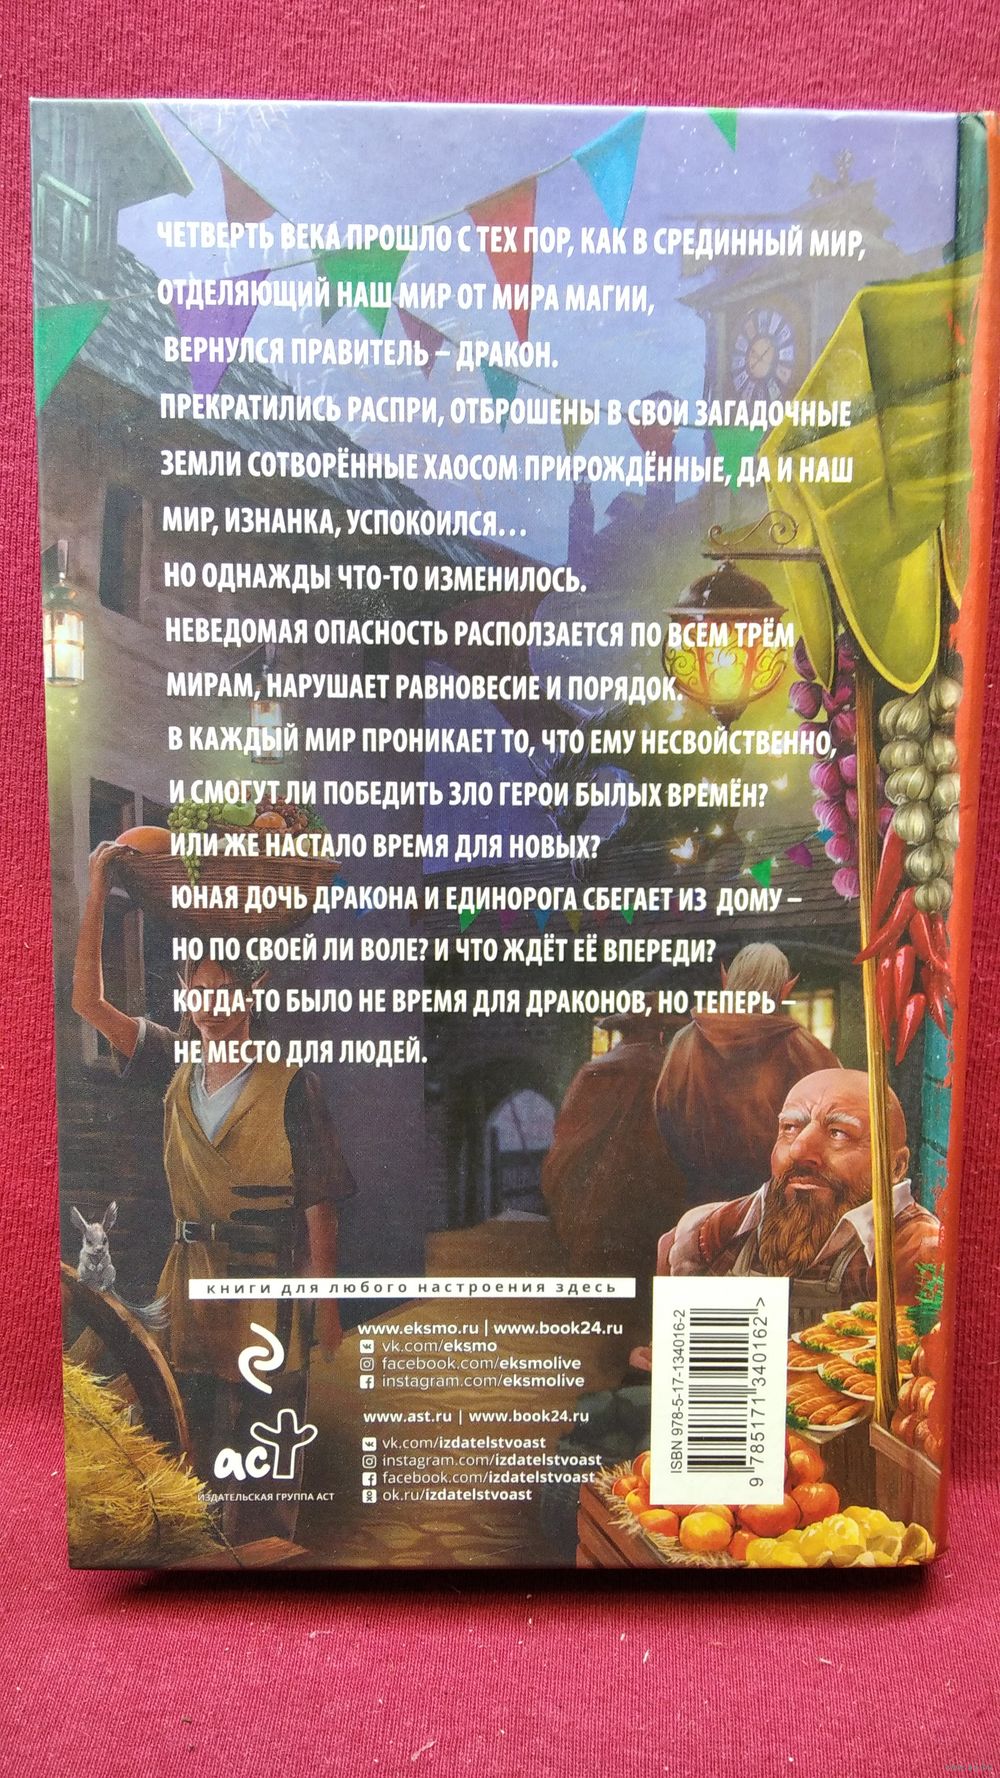 ЧЕТВЕРТЬ ВЕКА ПРОШЛО С ТЕХ ПОР, КАК В СРЕДИННЫЙ МИР,
ОТДЕЛЯЮЩИЙ НАШ МИР ОТ МИРА МАГИИ,
ВЕРНУЛСЯ ПРАВИТЕЛЬ – ДРАКОН.
ПРЕКРАТИЛИСЬ РАСПРИ, ОТБРОШЕНЫ В СВОИ ЗАГАДОЧНЫЕ
ЗЕМЛИ СОТВОРЁННЫЕ ХАОСОМ ПРИРОЖДЁННЫЕ, ДА И НАШ
МИР, ИЗНАНКА, УСПОКОИЛСЯ...
НО ОДНАЖДЫ ЧТО-ТО ИЗМЕНИЛОСЬ.
НЕВЕДОМАЯ ОПАСНОСТЬ РАСПОЛЗАЕТСЯ ПО ВСЕМ ТРЁМ
МИРАМ, НАРУШАЕТ РАВНОВЕСИЕ И ПОРЯДОК.
В КАЖДЫЙ МИР ПРОНИКАЕТ ТО, ЧТО ЕМУ НЕСВОЙСТВЕННО,
И СМОГУТ ЛИ ПОБЕДИТЬ ЗЛО ГЕРОИ БЫЛЫХ ВРЕМЁН?
ИЛИ ЖЕ НАСТАЛО ВРЕМЯ ДЛЯ НОВЫХ?
ЮНАЯ ДОЧЬ ДРАКОНА И ЕДИНОРОГА СБЕГАЕТ ИЗ ДОМУ –
НО ПО СВОЕЙ ЛИ ВОЛЕ? И ЧТО ЖДЁТ ЕЁ ВПЕРЕДИ?
КОГДА-ТО БЫЛО НЕ ВРЕМЯ ДЛЯ ДРАКОНОВ, НО ТЕПЕРЬ –
НЕ МЕСТО ДЛЯ ЛЮДЕЙ.
книги для любого настроения здесь
www.eksmo.ru | www.book24.ru
vk.com/eksmo
facebook.com/eksmolive
instagram.com/eksmolive
www.ast.ru | www.book24.ru
vk.com/izdatelstvoast
instagram.com/izdatelstvoast
facebook.com/izdatelstvoast
ok.ru/izdatelstvoast
аст
ИЗДАТЕЛЬСКАЯ ГРУППА АСТ
ISBN 978-5-17-134016-2
9 785171 340162 >